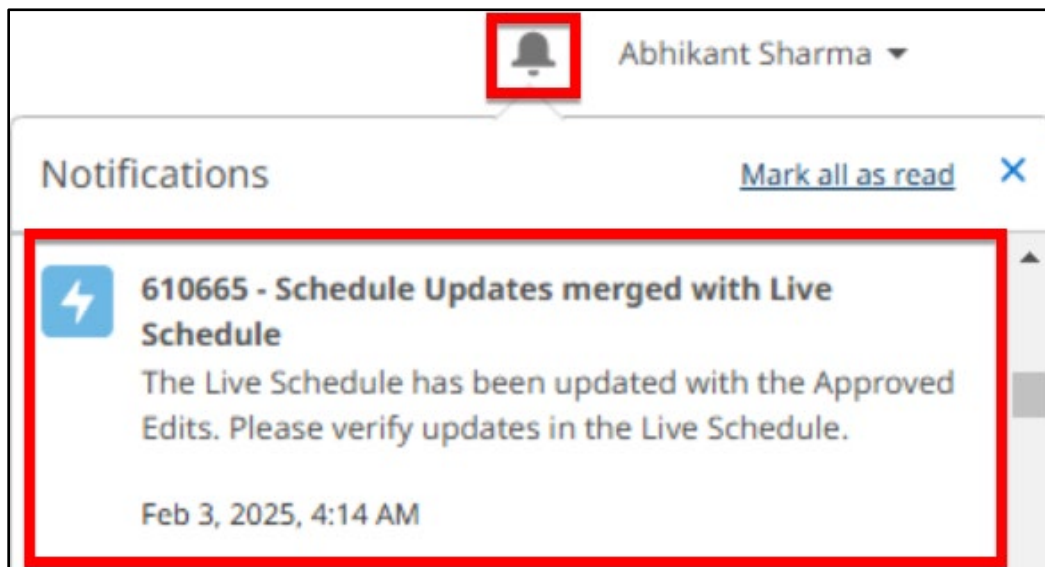 Abhikant Sharma
Notifications
Mark all as read
610665 - Schedule Updates merged with Live
Schedule
The Live Schedule has been updated with the Approved
Edits. Please verify updates in the Live Schedule.
Feb 3, 2025, 4:14 AM